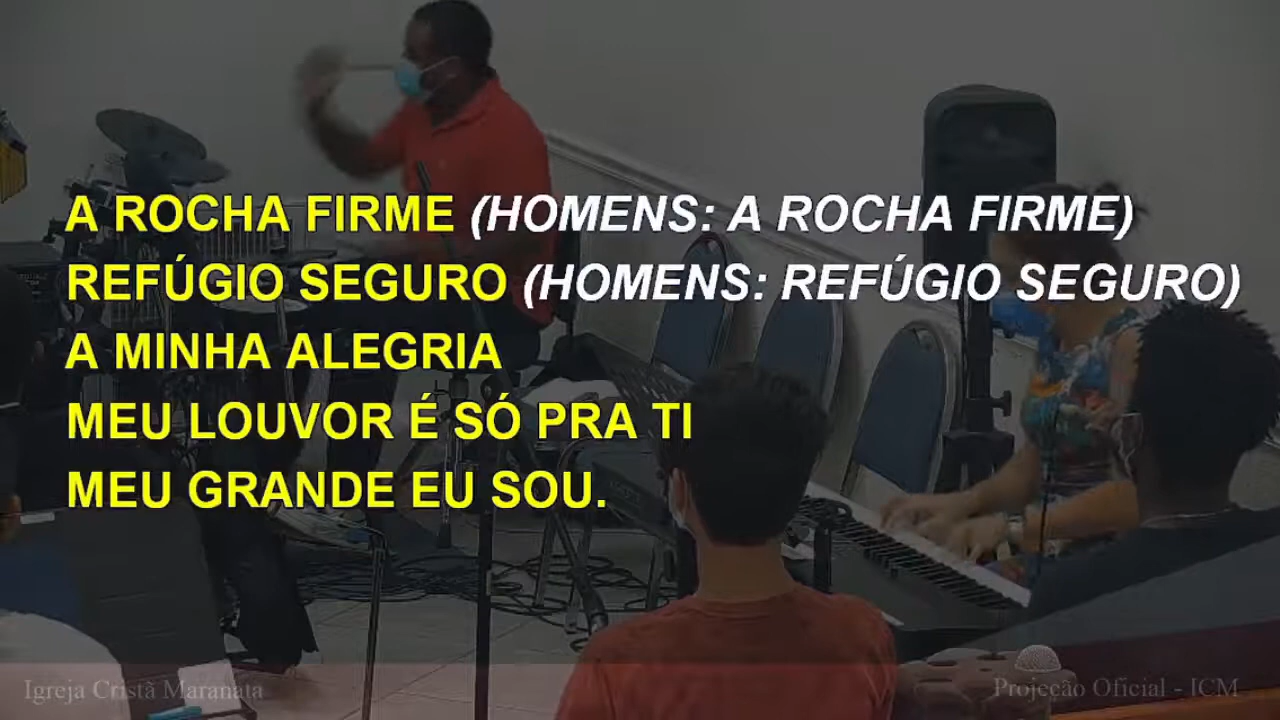 A ROCHA FIRME (HOMENS: A ROCHA FIRME)
REFÚGIO SEGURO (HOMENS: REFÚGIO SEGURO)
A MINHA ALEGRIA
MEU LOUVOR É SÓ PRA TI
MEU GRANDE EU SOU.
Igreja Cristã Maranata
Projeção Oficial - ICM